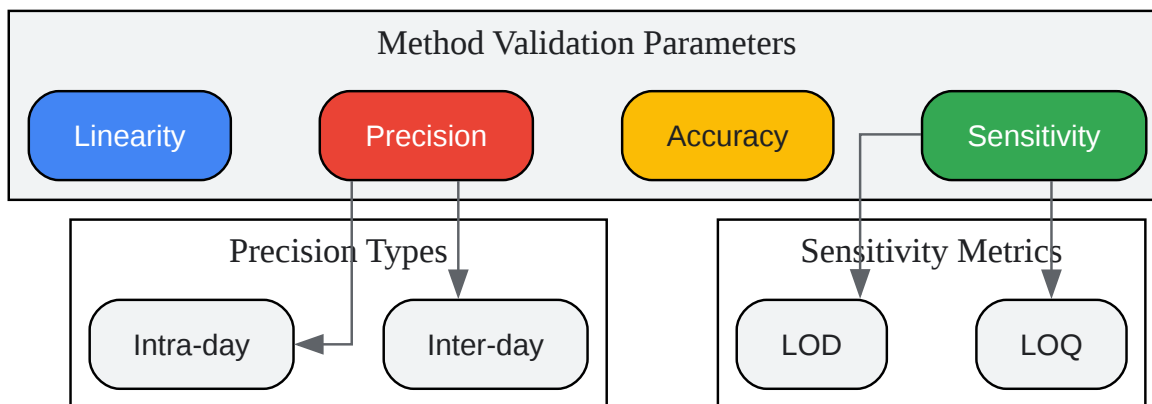 Method Validation Parameters
Linearity
Precision
Accuracy
Sensitivity
Precision Types
Sensitivity Metrics
Intra-day
Inter-day
LOD
LOQ